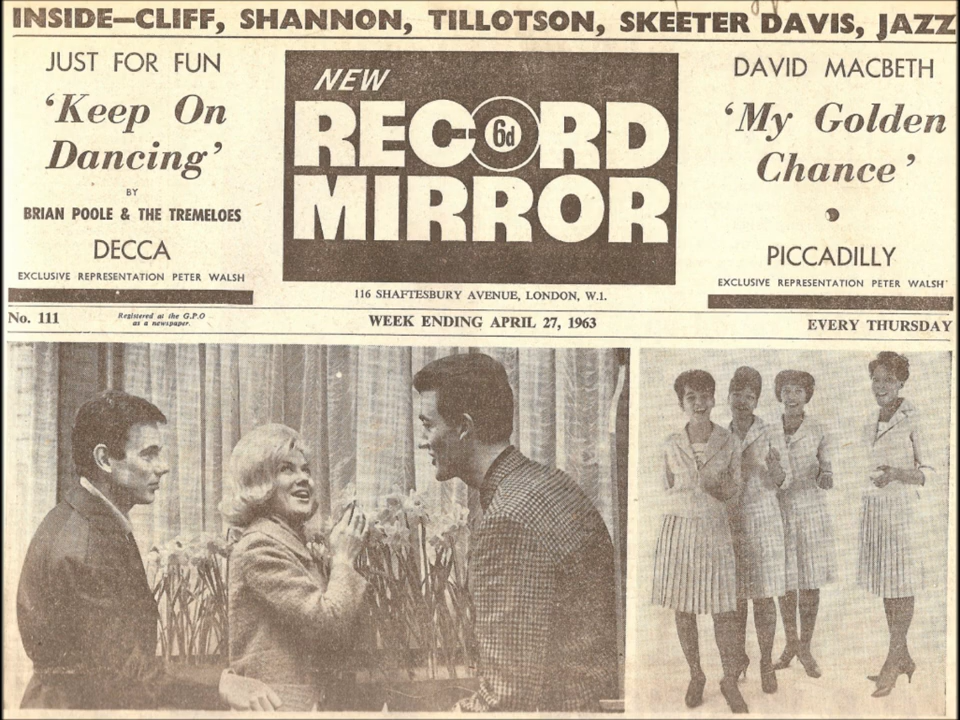 INSIDE—CLIFF, SHANNON, TILLOTSON, SKEETER DAVIS, JAZZ
JUST FOR FUN
‘Keep On
Dancing’
BY
BRIAN POOLE & THE TREMELOES
DECCA
EXCLUSIVE REPRESENTATION PETER WALSH
NEW
RECORD
6d
MIRROR
116 SHAFTESBURY AVENUE, LONDON, W.1.
DAVID MACBETH
‘My Golden
Chance’
PICCADILLY
EXCLUSIVE REPRESENTATION PETER WALSH
No. 111
Registered at the G.P.O
as a newspaper.
WEEK ENDING APRIL 27, 1963
EVERY THURSDAY